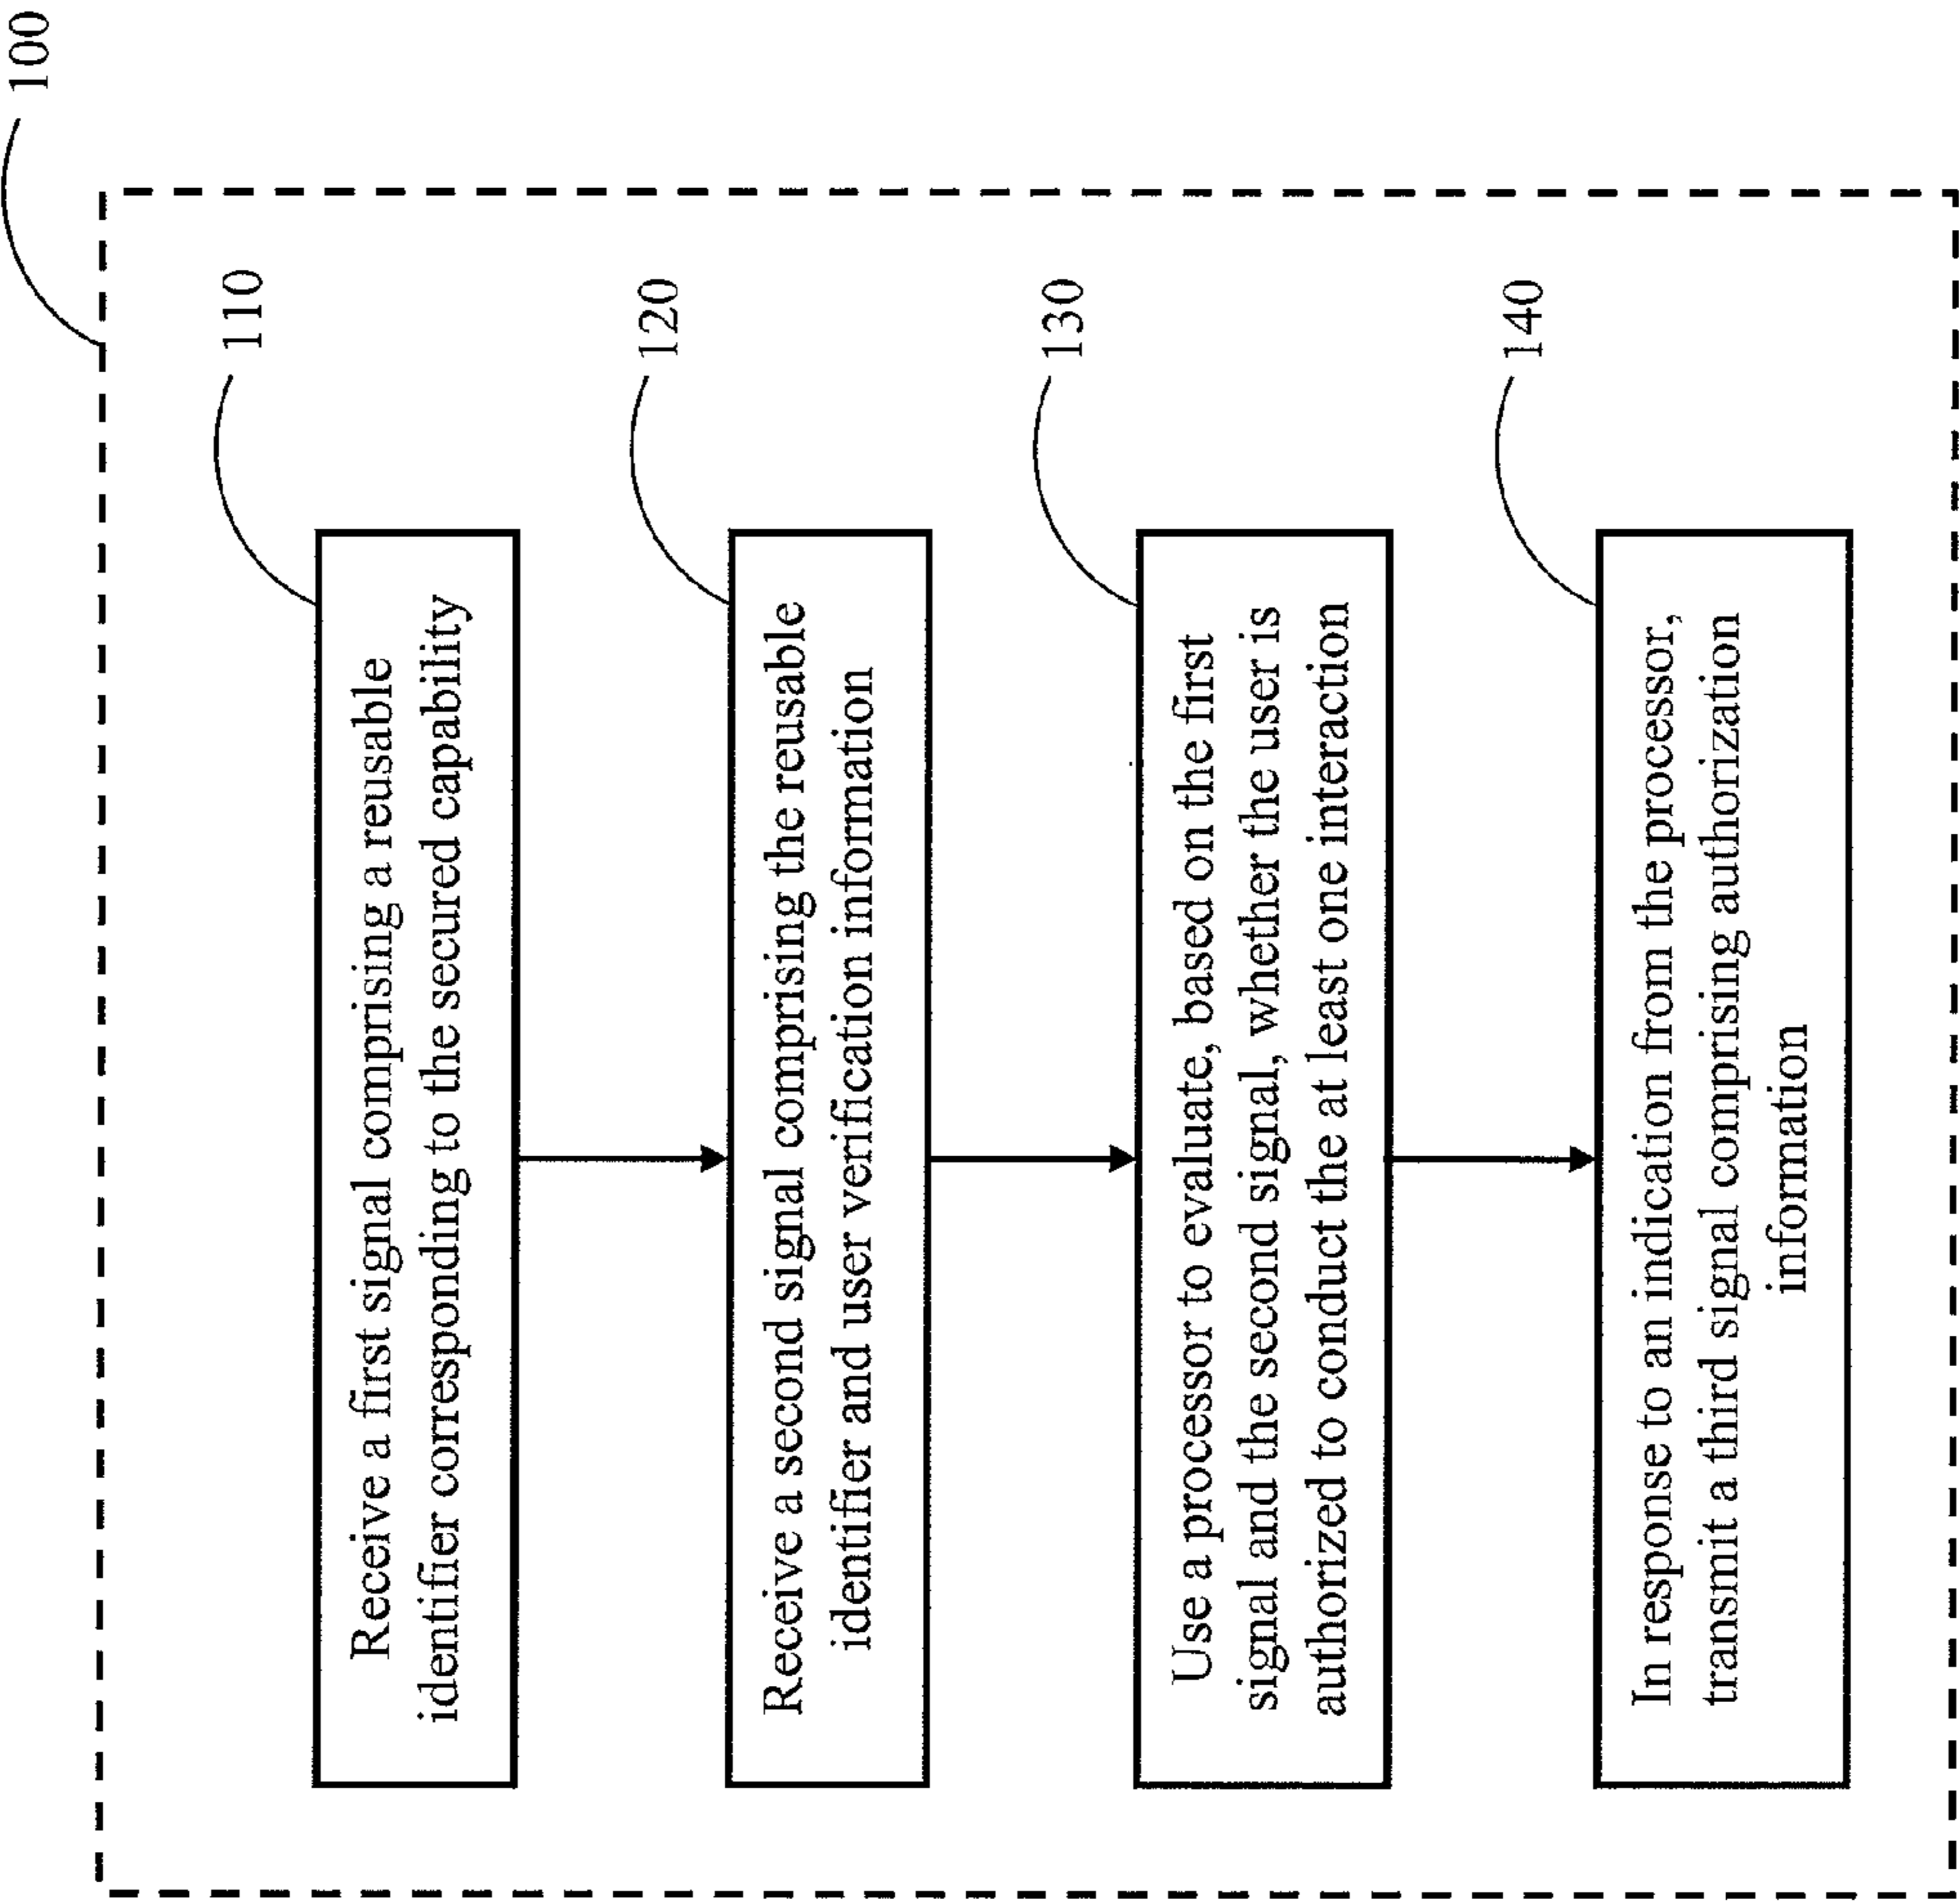 100
110
Receive a first signal comprising a reusable
identifier corresponding to the secured capability
120
Receive a second signal comprising the reusable
identifier and user verification information
130
Use a processor to evaluate, based on the first
signal and the second signal, whether the user is
authorized to conduct the at least one interaction
140
In response to an indication from the processor,
transmit a third signal comprising authorization
information